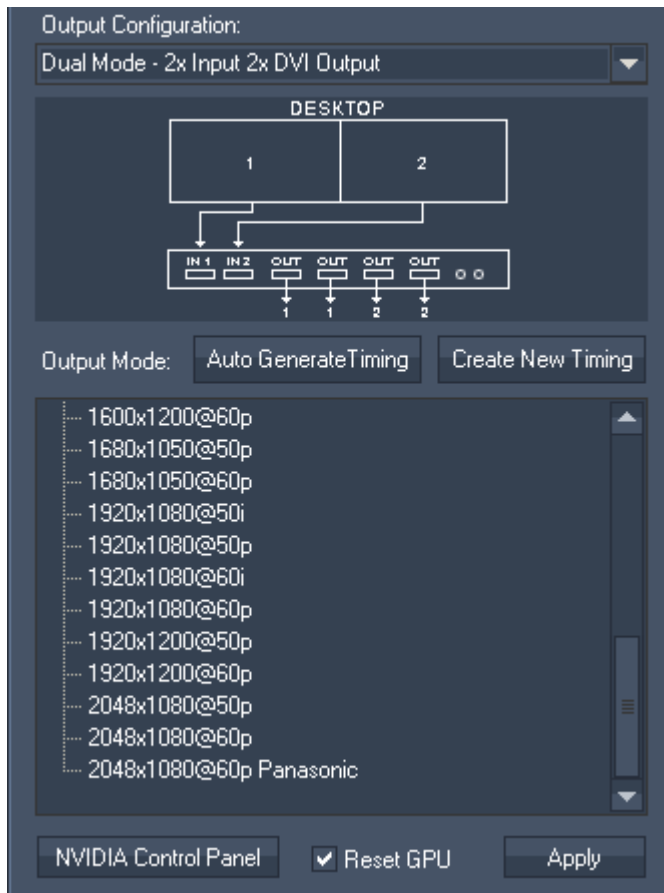 Output Configuration:
Dual Mode - 2x Input 2x DVI Output
DESKTOP
1 2
IN 1 IN 2 OUT OUT OUT OUT
1 1 2 2
Output Mode: Auto GenerateTiming Create New Timing
1600x1200@60p
1680x1050@50p
1680x1050@60p
1920x1080@50i
1920x1080@50p
1920x1080@60i
1920x1080@60p
1920x1200@50p
1920x1200@60p
2048x1080@50p
2048x1080@60p
2048x1080@60p Panasonic
NVIDIA Control Panel Reset GPU Apply